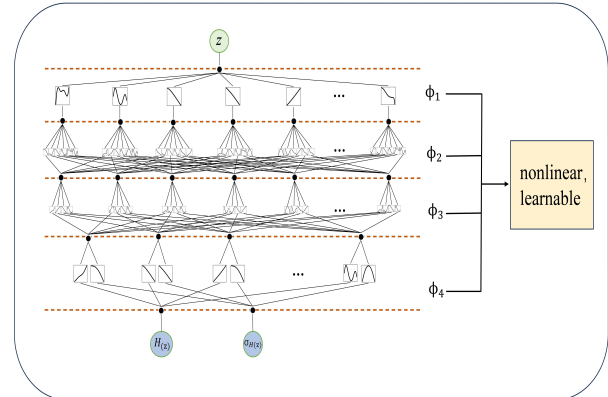 z
... ϕ1
... ϕ2
nonlinear,
learnable
... ϕ3
... ϕ4
H(z) σH(z)